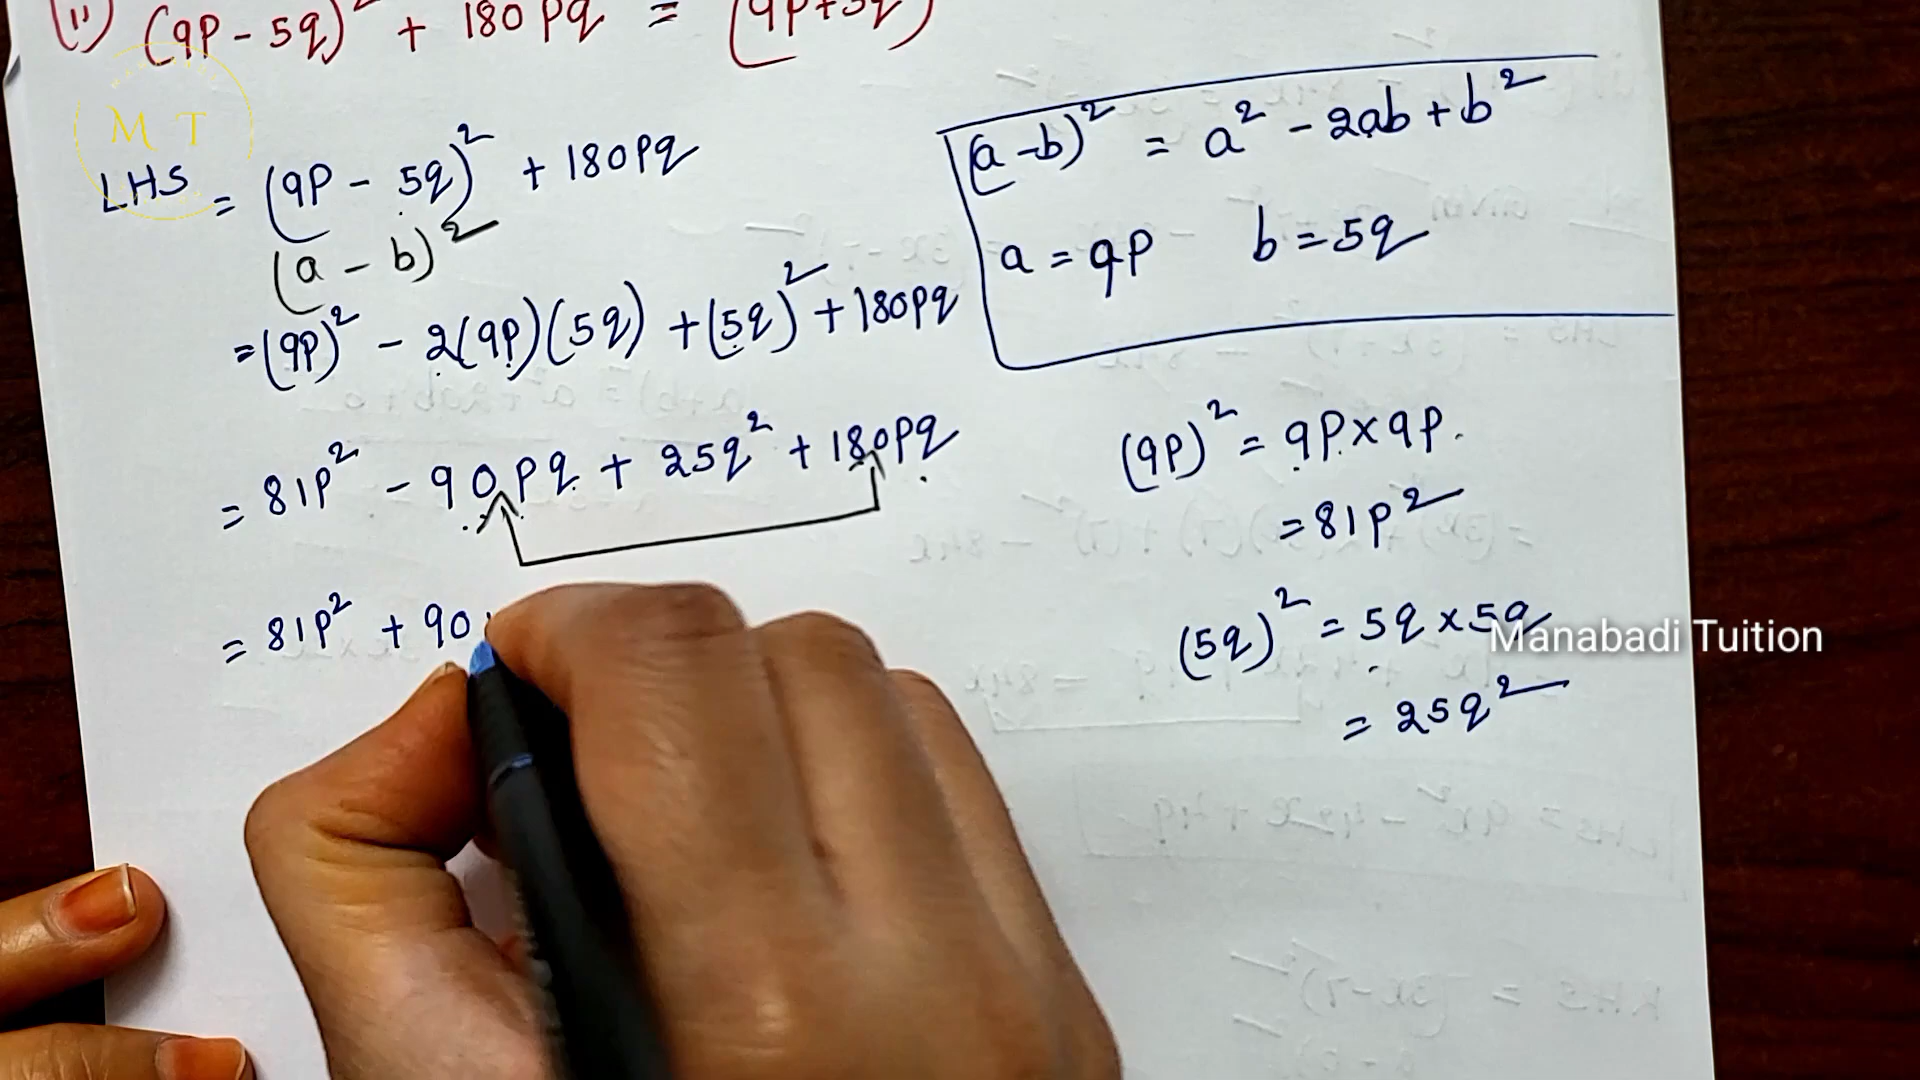 (i) (9p - 5q)² + 180pq = (9p+5q)
M T
LHS = (9p - 5q)² + 180pq
(a - b)²
= (9p)² - 2(9p)(5q) + (5q)² + 180pq
= 81p² - 90pq + 25q² + 180pq
= 81p² + 90
(a-b)² = a² - 2ab + b²
a = 9p b = 5q
(9p)² = 9p × 9p.
= 81p²
(5q)² = 5q × 5q
= 25q²
Manabadi Tuition